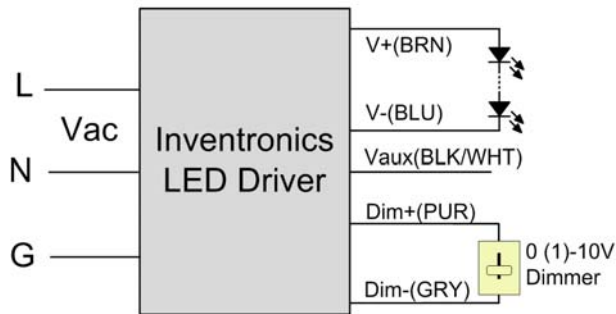 L
Vac
N
G
Inventronics
LED Driver
V+(BRN)
V-(BLU)
Vaux(BLK/WHT)
Dim+(PUR)
Dim-(GRY)
0 (1)-10V
Dimmer